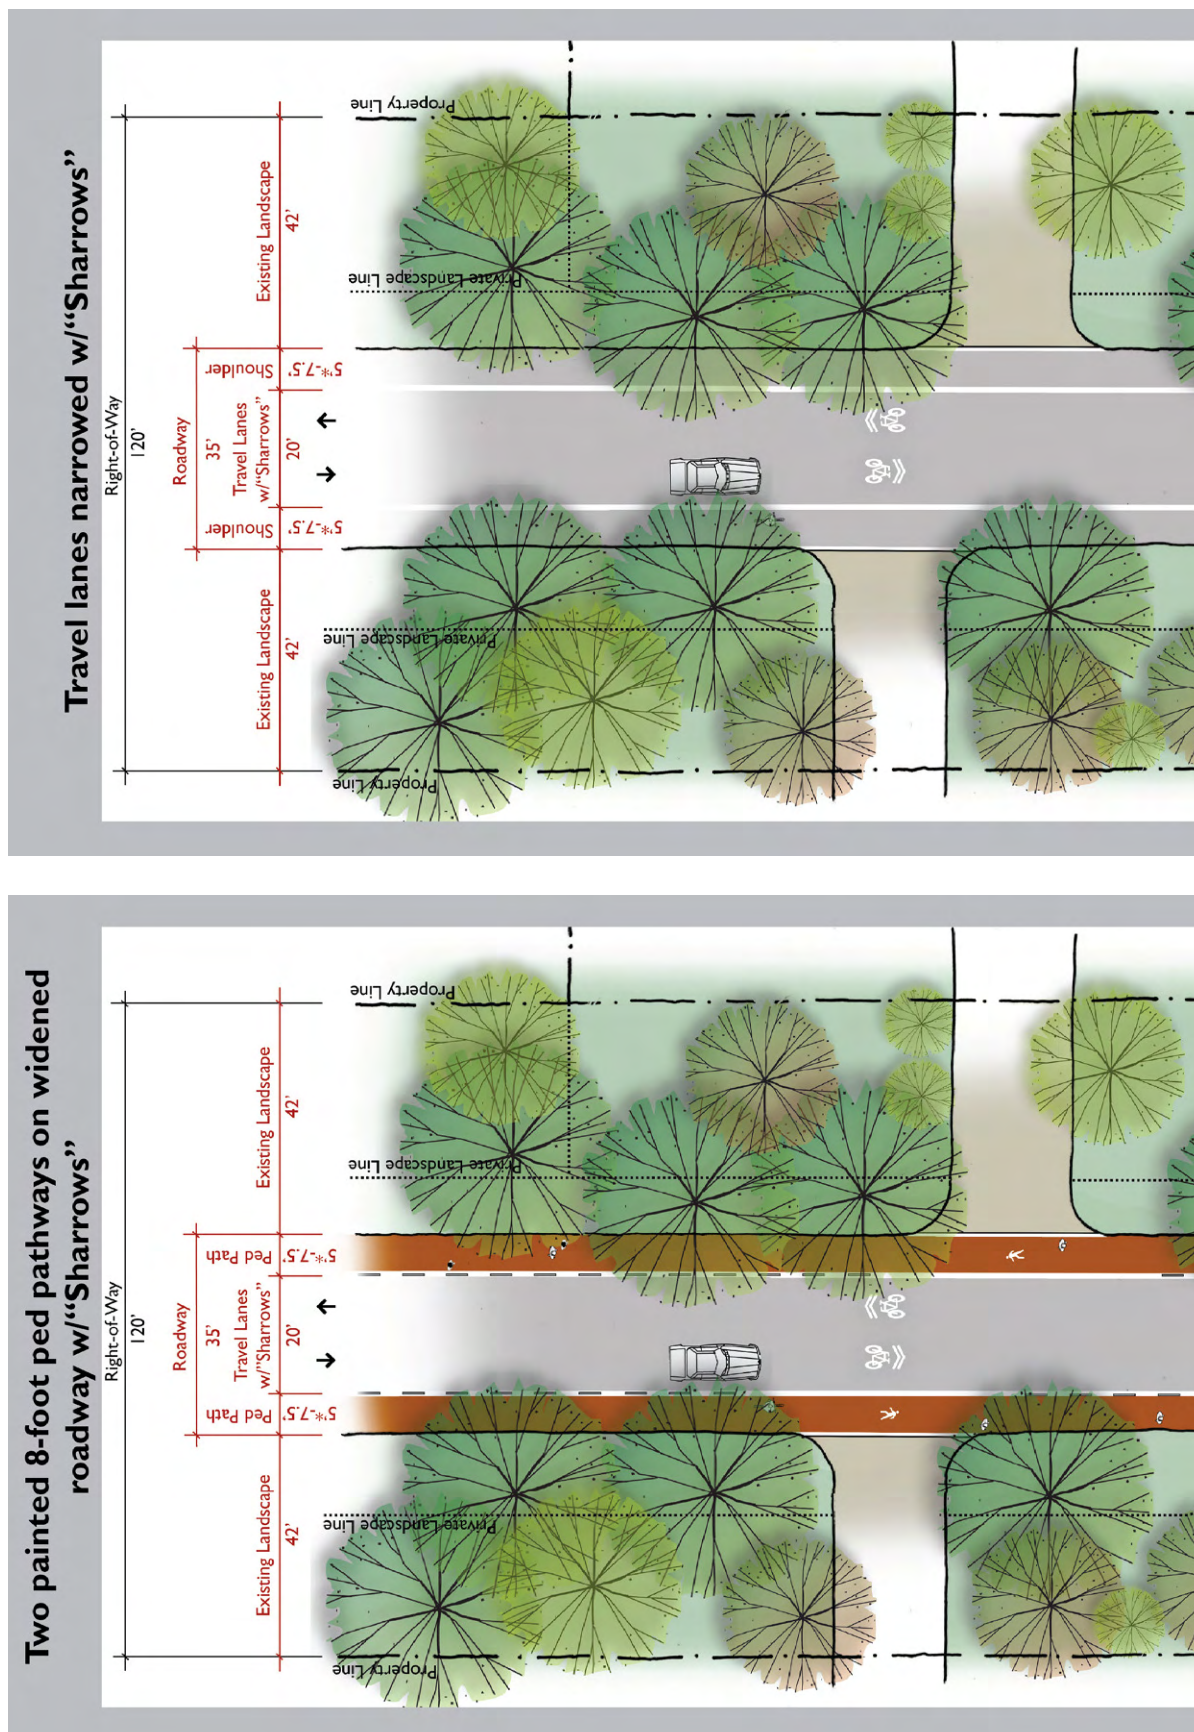 Travel lanes narrowed w/“Sharrows”
Right-of-Way
120’
Roadway
35’
Existing Landscape
42’
Shoulder
5’*-7.5’
Travel Lanes
w/“Sharrows”
20’
Shoulder
5’*-7.5’
Existing Landscape
42’
Property Line
Private Landscape Line
Private Landscape
Line
Property Line
Two painted 8-foot ped pathways on widened
roadway w/“Sharrows”
Right-of-Way
120’
Roadway
35’
Existing Landscape
42’
Ped Path
5’*-7.5’
Travel Lanes
w/“Sharrows”
20’
Ped Path
5’*-7.5’
Existing Landscape
42’
Property Line
Private Landscape Line
Private Landscape
Line
Property Line